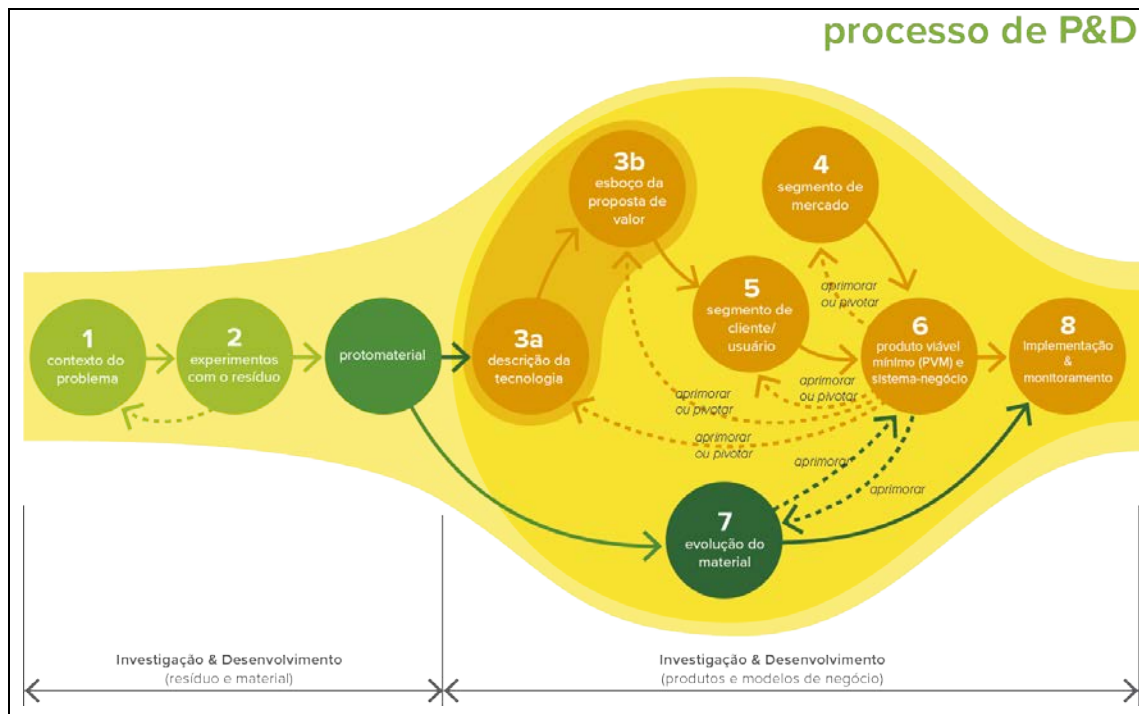 processo de P&D
1
contexto do
problema
2
experimentos
com o resíduo
protomaterial
3a
descrição da
tecnologia
3b
esboço da
proposta de
valor
4
segmento de
mercado
5
segmento de
cliente/
usuário
6
produto viável
mínimo (PVM) e
sistema-negócio
8
implementação
&
monitoramento
aprimorar
ou pivotar
aprimorar
ou pivotar
aprimorar
ou pivotar
aprimorar
ou pivotar
aprimorar
aprimorar
7
evolução do
material
Investigação & Desenvolvimento
(resíduo e material)
Investigação & Desenvolvimento
(produtos e modelos de negócio)